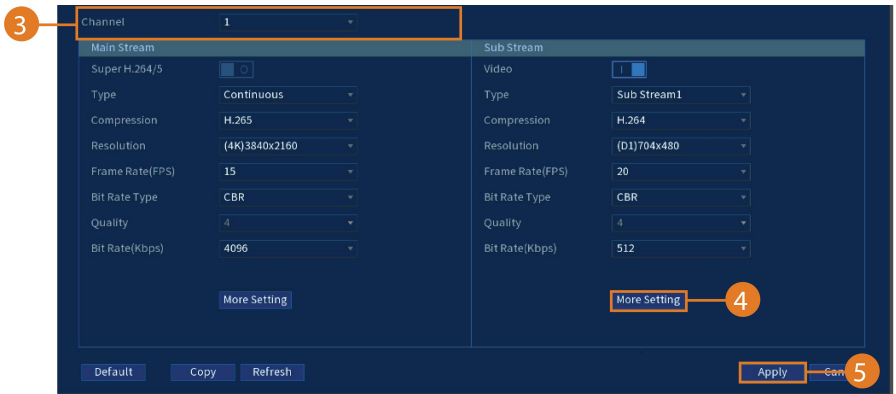 3
Channel 1
Main Stream Sub Stream
Super H.264/5 O Video I
Type Continuous Type Sub Stream1
Compression H.265 Compression H.264
Resolution (4K)3840x2160 Resolution (D1)704x480
Frame Rate(FPS) 15 Frame Rate(FPS) 20
Bit Rate Type CBR Bit Rate Type CBR
Quality 4 Quality 4
Bit Rate(Kbps) 4096 Bit Rate(Kbps) 512
More Setting More Setting 4
Default Copy Refresh Apply 5